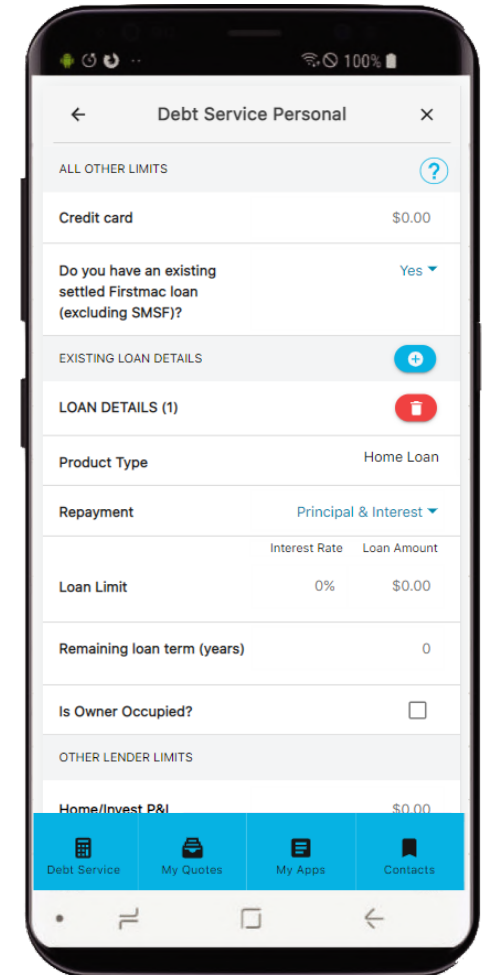 100%
Debt Service Personal
ALL OTHER LIMITS
?
Credit card $0.00
Do you have an existing
settled Firstmac loan
(excluding SMSF)?
Yes
EXISTING LOAN DETAILS
LOAN DETAILS (1)
Product Type Home Loan
Repayment Principal & Interest
Interest Rate Loan Amount
Loan Limit 0% $0.00
Remaining loan term (years) 0
Is Owner Occupied?
OTHER LENDER LIMITS
Home/Invest P&I $0.00
Debt Service My Quotes My Apps Contacts